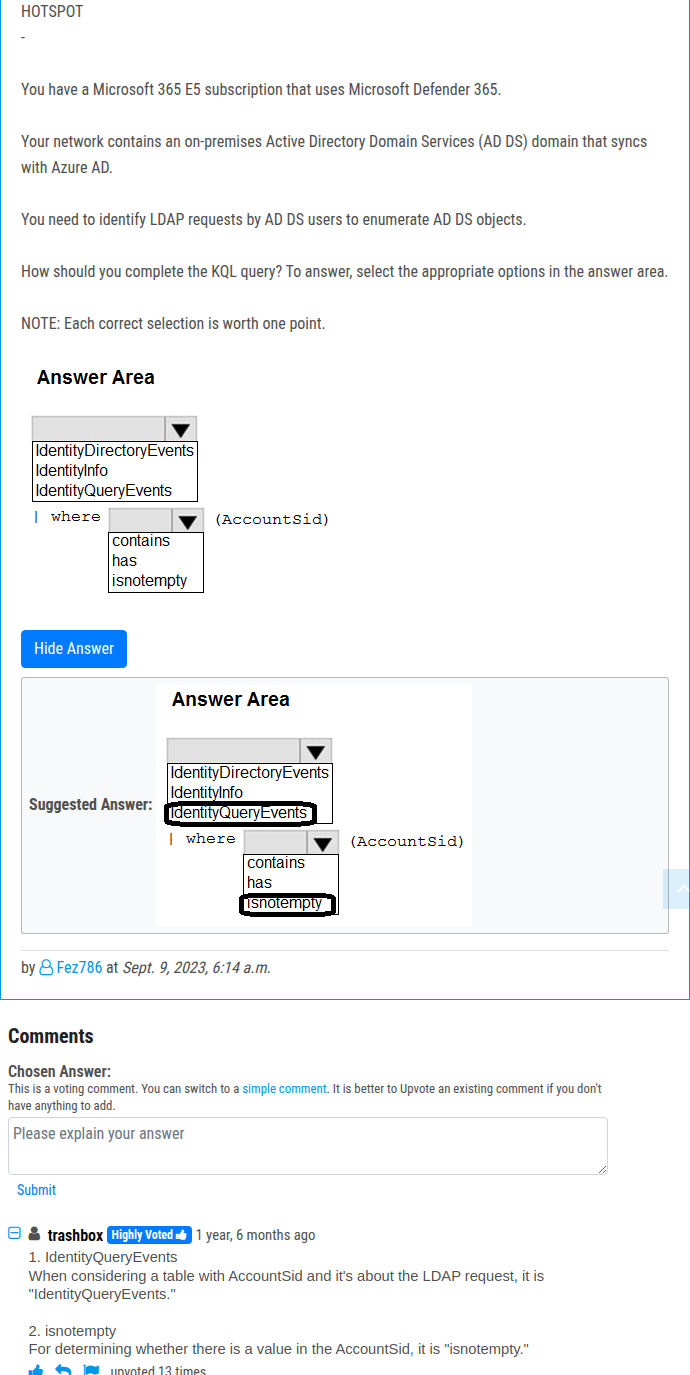 HOTSPOT
-
You have a Microsoft 365 E5 subscription that uses Microsoft Defender 365.
Your network contains an on-premises Active Directory Domain Services (AD DS) domain that syncs
with Azure AD.
You need to identify LDAP requests by AD DS users to enumerate AD DS objects.
How should you complete the KQL query? To answer, select the appropriate options in the answer area.
NOTE: Each correct selection is worth one point.
Answer Area
IdentityDirectoryEvents
IdentityInfo
IdentityQueryEvents
| where (AccountSid)
contains
has
isnotempty
Hide Answer
Suggested Answer:
Answer Area
IdentityDirectoryEvents
IdentityInfo
IdentityQueryEvents
| where (AccountSid)
contains
has
isnotempty
by Fez786 at Sept. 9, 2023, 6:14 a.m.
Comments
Chosen Answer:
This is a voting comment. You can switch to a simple comment. It is better to Upvote an existing comment if you don't
have anything to add.
Please explain your answer
Submit
trashbox Highly Voted 1 year, 6 months ago
1. IdentityQueryEvents
When considering a table with AccountSid and it's about the LDAP request, it is
"IdentityQueryEvents."
2. isnotempty
For determining whether there is a value in the AccountSid, it is "isnotempty."
upvoted 13 times